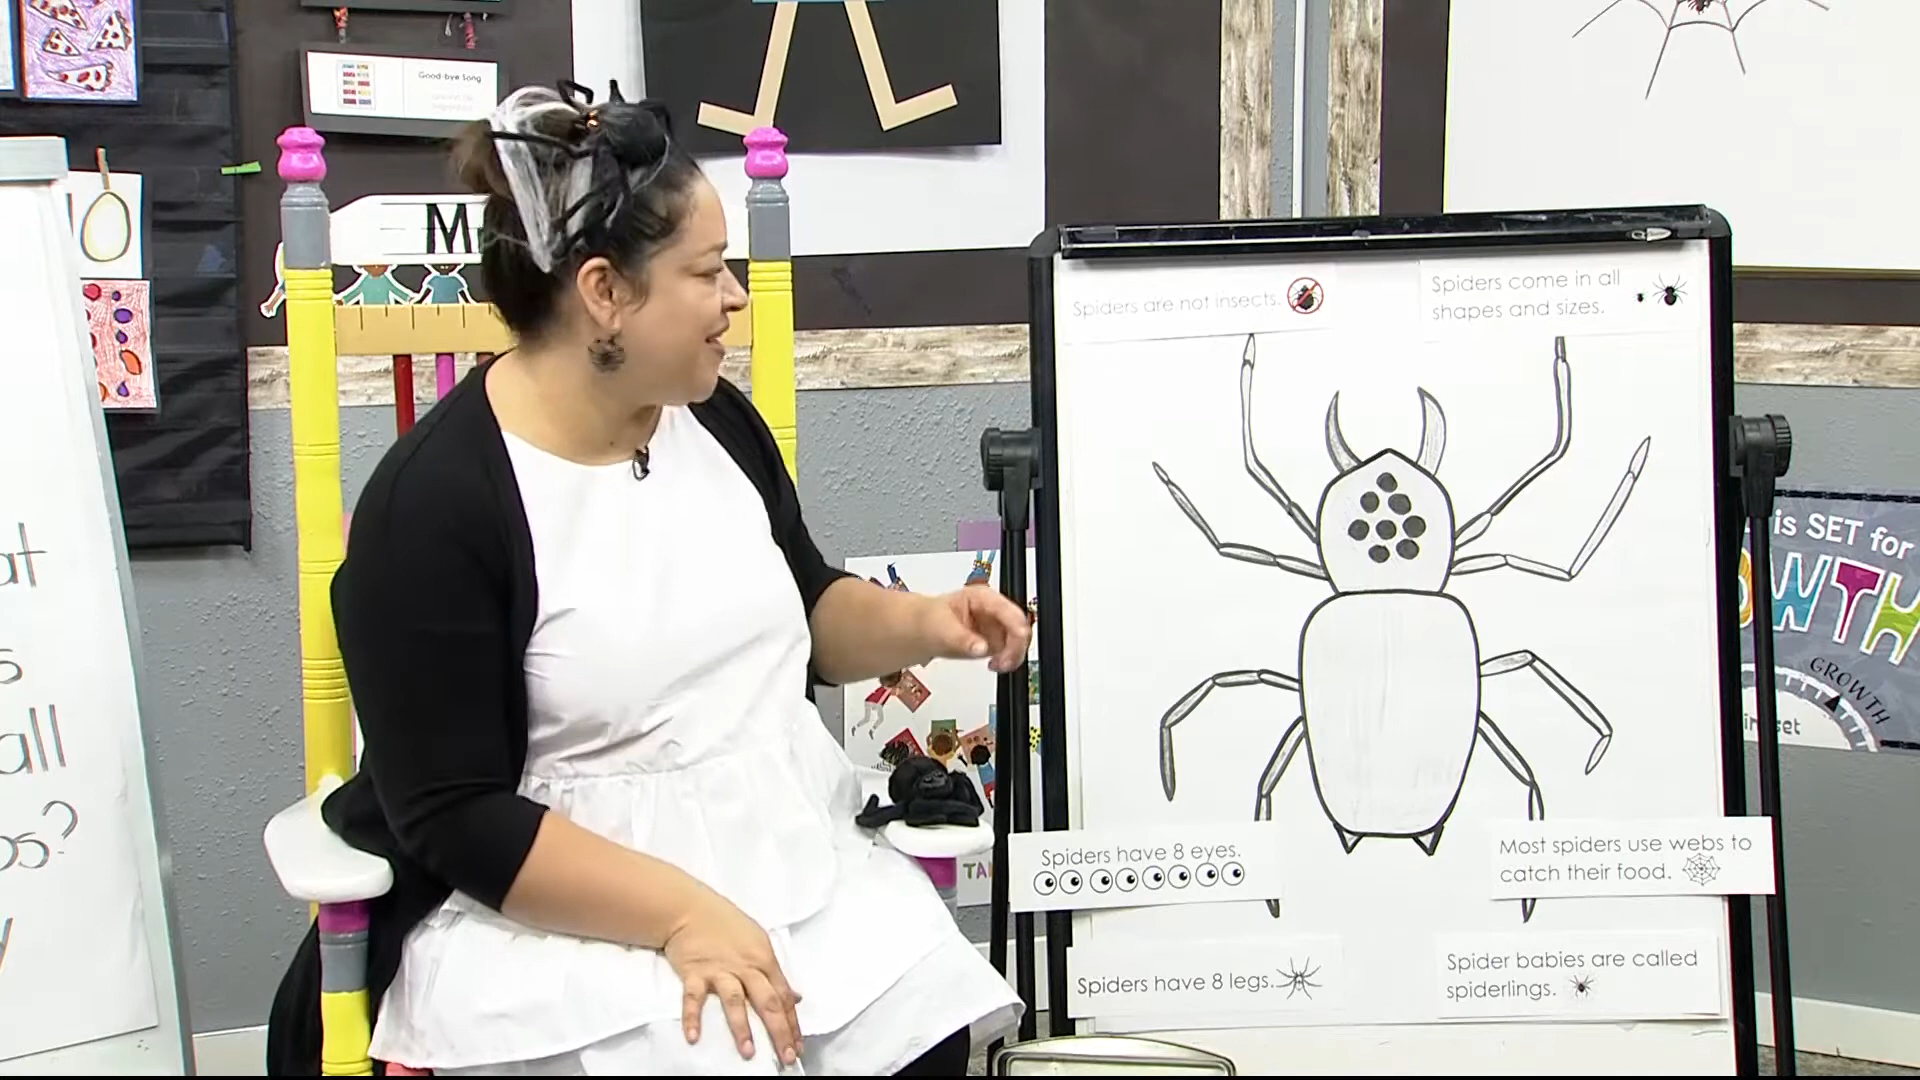 Good-bye Song
M
Spiders are not insects.
Spiders come in all
shapes and sizes.
is SET for
OWTH
GROWTH
Spiders have 8 eyes.
Most spiders use webs to
catch their food.
Spiders have 8 legs.
Spider babies are called
spiderlings.
at
s
all
os?
y